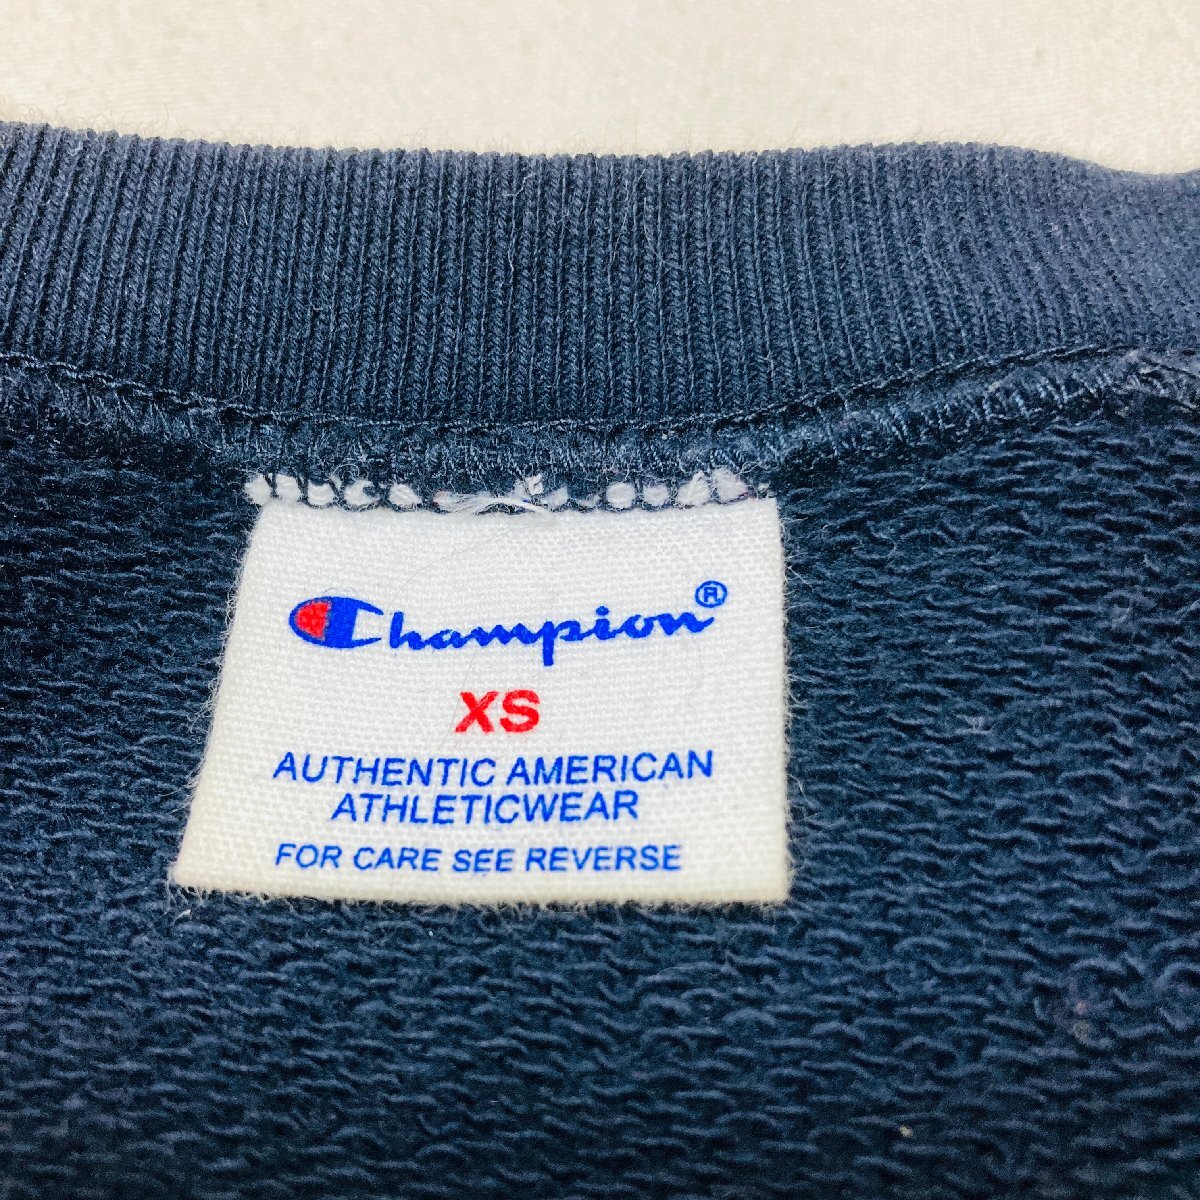 Champion®
XS
AUTHENTIC AMERICAN
ATHLETICWEAR
FOR CARE SEE REVERSE